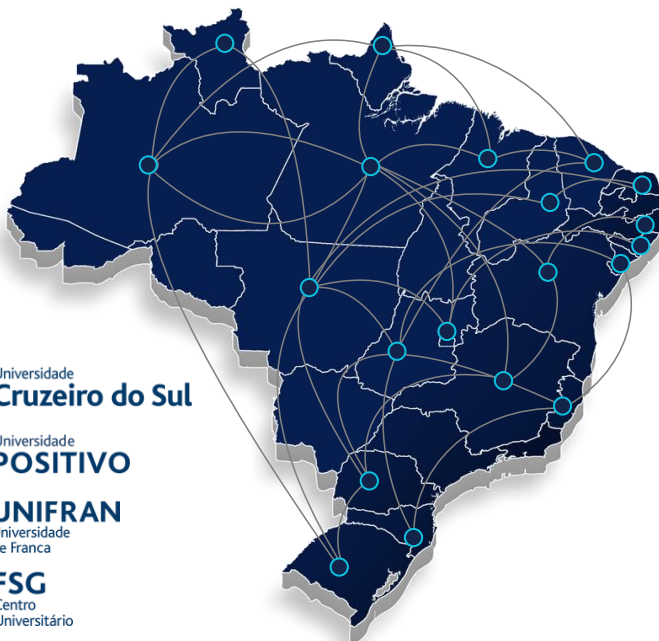 Universidade
Cruzeiro do Sul
Universidade
POSITIVO
UNIFRAN
Universidade
de Franca
FSG
Centro
Universitário